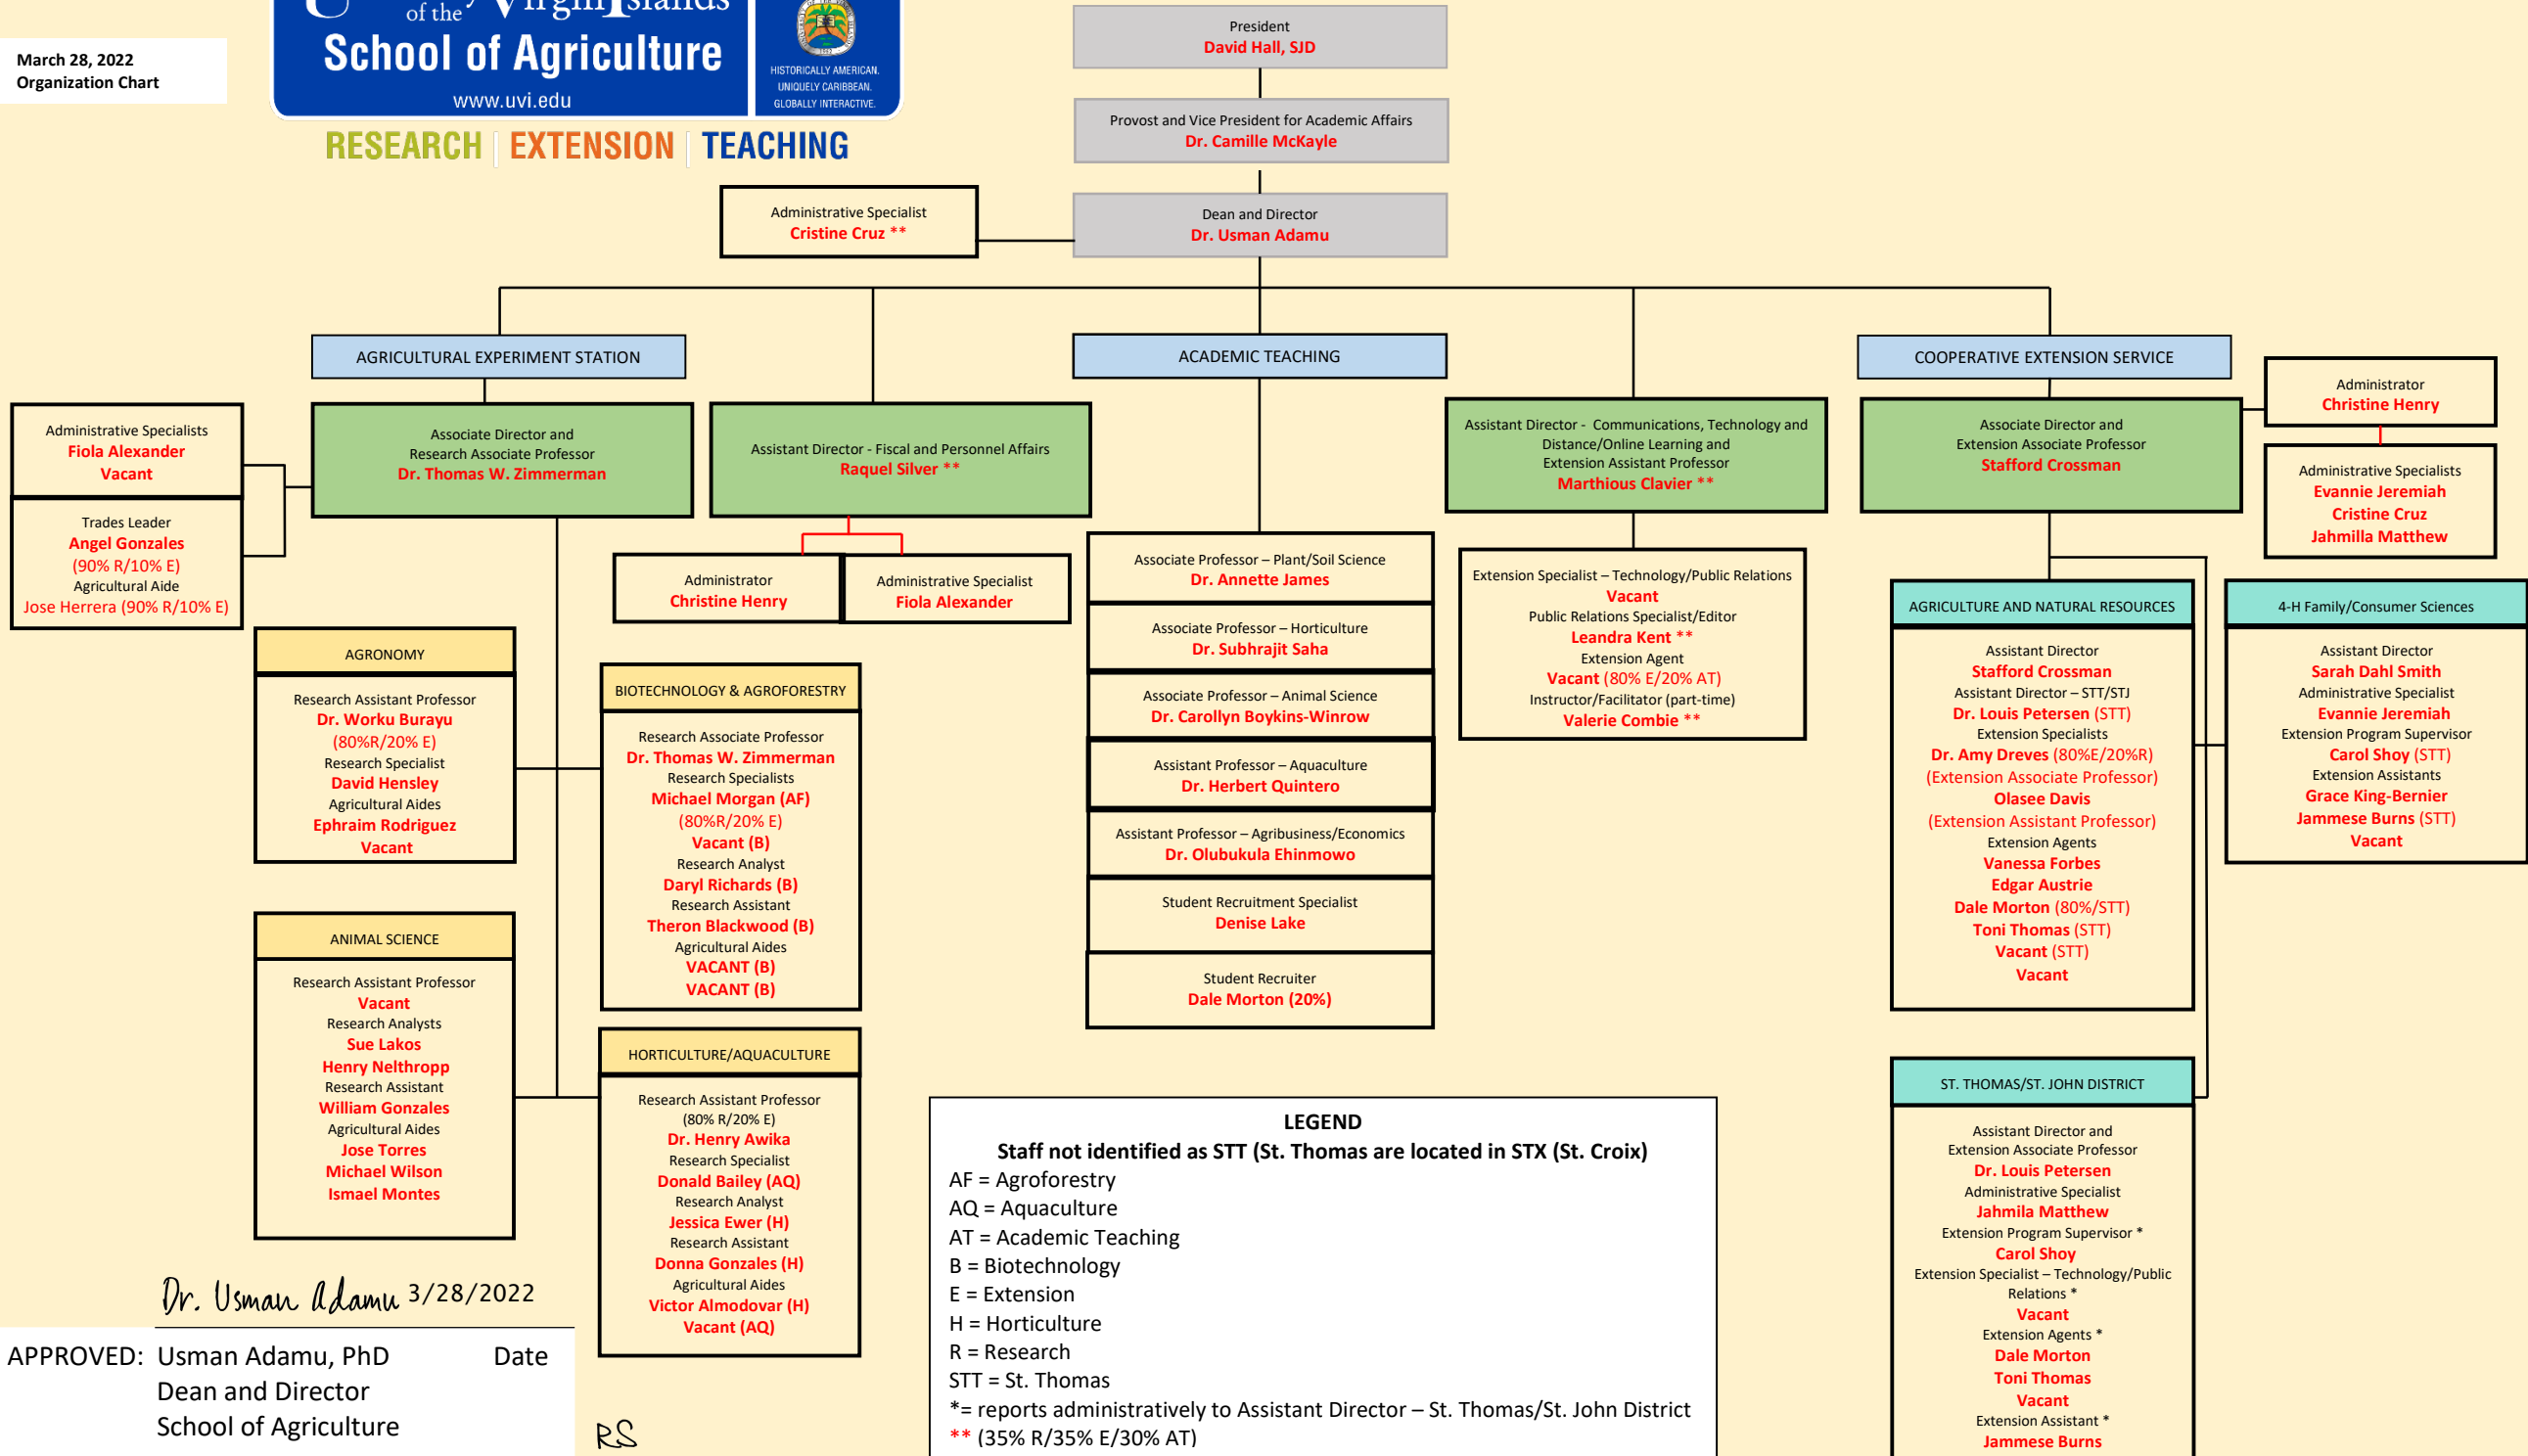 of the Virgin Islands
School of Agriculture
www.uvi.edu
HISTORICALLY AMERICAN.
UNIQUELY CARIBBEAN.
GLOBALLY INTERACTIVE.
RESEARCH | EXTENSION | TEACHING
March 28, 2022
Organization Chart
President
David Hall, SJD
Provost and Vice President for Academic Affairs
Dr. Camille McKayle
Administrative Specialist
Cristine Cruz **
Dean and Director
Dr. Usman Adamu
AGRICULTURAL EXPERIMENT STATION
ACADEMIC TEACHING
COOPERATIVE EXTENSION SERVICE
Administrative Specialists
Fiola Alexander
Vacant
Trades Leader
Angel Gonzales
(90% R/10% E)
Agricultural Aide
Jose Herrera (90% R/10% E)
Associate Director and
Research Associate Professor
Dr. Thomas W. Zimmerman
Assistant Director - Fiscal and Personnel Affairs
Raquel Silver **
Administrator
Christine Henry
Administrative Specialist
Fiola Alexander
Assistant Director -  Communications, Technology and
Distance/Online Learning and
Extension Assistant Professor
Marthious Clavier **
Associate Director and
Extension Associate Professor
Stafford Crossman
Administrator
Christine Henry
Administrative Specialists
Evannie Jeremiah
Cristine Cruz
Jahmilla Matthew
AGRONOMY
Research Assistant Professor
Dr. Worku Burayu
(80%R/20% E)
Research Specialist
David Hensley
Agricultural Aides
Ephraim Rodriguez
Vacant
BIOTECHNOLOGY & AGROFORESTRY
Research Associate Professor
Dr. Thomas W. Zimmerman
Research Specialists
Michael Morgan (AF)
(80%R/20% E)
Vacant (B)
Research Analyst
Daryl Richards (B)
Research Assistant
Theron Blackwood (B)
Agricultural Aides
VACANT (B)
VACANT (B)
ANIMAL SCIENCE
Research Assistant Professor
Vacant
Research Analysts
Sue Lakos
Henry Nelthropp
Research Assistant
William Gonzales
Agricultural Aides
Jose Torres
Michael Wilson
Ismael Montes
HORTICULTURE/AQUACULTURE
Research Assistant Professor
(80% R/20% E)
Dr. Henry Awika
Research Specialist
Donald Bailey (AQ)
Research Analyst
Jessica Ewer (H)
Research Assistant
Donna Gonzales (H)
Agricultural Aides
Victor Almodovar (H)
Vacant (AQ)
Associate Professor – Plant/Soil Science
Dr. Annette James
Associate Professor – Horticulture
Dr. Subhrajit Saha
Associate Professor – Animal Science
Dr. Carollyn Boykins-Winrow
Assistant Professor – Aquaculture
Dr. Herbert Quintero
Assistant Professor – Agribusiness/Economics
Dr. Olubukula Ehinmowo
Student Recruitment Specialist
Denise Lake
Student Recruiter
Dale Morton (20%)
Extension Specialist – Technology/Public Relations
Vacant
Public Relations Specialist/Editor
Leandra Kent **
Extension Agent
Vacant (80% E/20% AT)
Instructor/Facilitator (part-time)
Valerie Combie **
AGRICULTURE AND NATURAL RESOURCES
Assistant Director
Stafford Crossman
Assistant Director – STT/STJ
Dr. Louis Petersen (STT)
Extension Specialists
Dr. Amy Dreves (80%E/20%R)
(Extension Associate Professor)
Olasee Davis
(Extension Assistant Professor)
Extension Agents
Vanessa Forbes
Edgar Austrie
Dale Morton (80%/STT)
Toni Thomas (STT)
Vacant (STT)
Vacant
4-H Family/Consumer Sciences
Assistant Director
Sarah Dahl Smith
Administrative Specialist
Evannie Jeremiah
Extension Program Supervisor
Carol Shoy (STT)
Extension Assistants
Grace King-Bernier
Jammese Burns (STT)
Vacant
ST. THOMAS/ST. JOHN DISTRICT
Assistant Director and
Extension Associate Professor
Dr. Louis Petersen
Administrative Specialist
Jahmila Matthew
Extension Program Supervisor *
Carol Shoy
Extension Specialist – Technology/Public
Relations *
Vacant
Extension Agents *
Dale Morton
Toni Thomas
Vacant
Extension Assistant *
Jammese Burns
LEGEND
Staff not identified as STT (St. Thomas are located in STX (St. Croix)
AF = Agroforestry
AQ = Aquaculture
AT = Academic Teaching
B = Biotechnology
E = Extension
H = Horticulture
R = Research
STT = St. Thomas
*= reports administratively to Assistant Director – St. Thomas/St. John District
** (35% R/35% E/30% AT)
Dr. Usman Adamu 3/28/2022
APPROVED: Usman Adamu, PhD Date
Dean and Director
School of Agriculture
RS